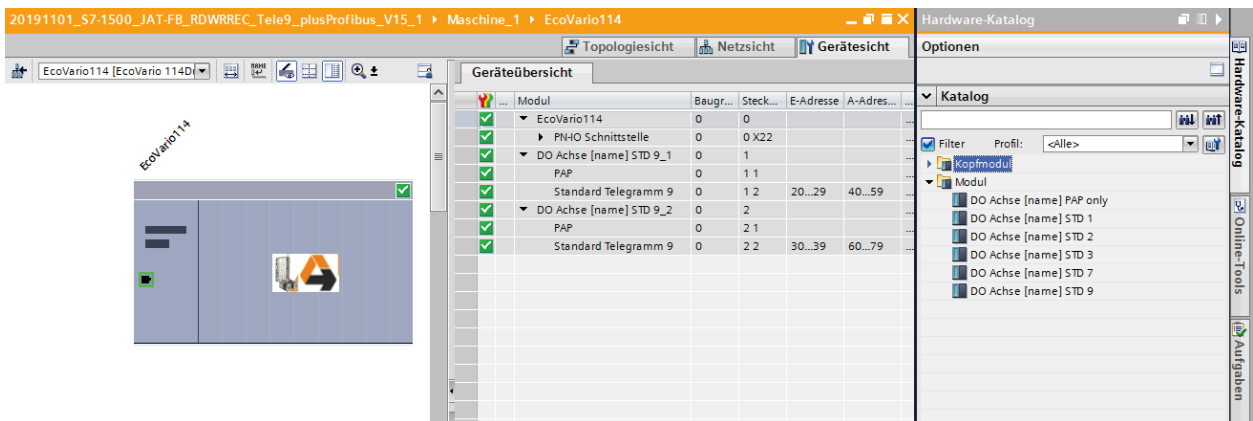 20191101_S7-1500_JAT-FB_RDWRREC_Tele9_plusProfibus_V15_1 ▸ Maschine_1 ▸ EcoVario114
Topologiesicht Netzsicht Gerätesicht
EcoVario114 [EcoVario 114D
EcoVario114
Geräteübersicht
... Modul Baugr... Steck... E-Adresse A-Adres... ...
EcoVario114 0 0
PN-IO Schnittstelle 0 0 X22
DO Achse [name] STD 9_1 0 1
PAP 0 1 1
Standard Telegramm 9 0 1 2 20...29 40...59
DO Achse [name] STD 9_2 0 2
PAP 0 2 1
Standard Telegramm 9 0 2 2 30...39 60...79
Hardware-Katalog
Optionen
Katalog
Filter Profil: <Alle>
Kopfmodul
Modul
DO Achse [name] PAP only
DO Achse [name] STD 1
DO Achse [name] STD 2
DO Achse [name] STD 3
DO Achse [name] STD 7
DO Achse [name] STD 9
Hardware-Katalog
Online-Tools
Aufgaben